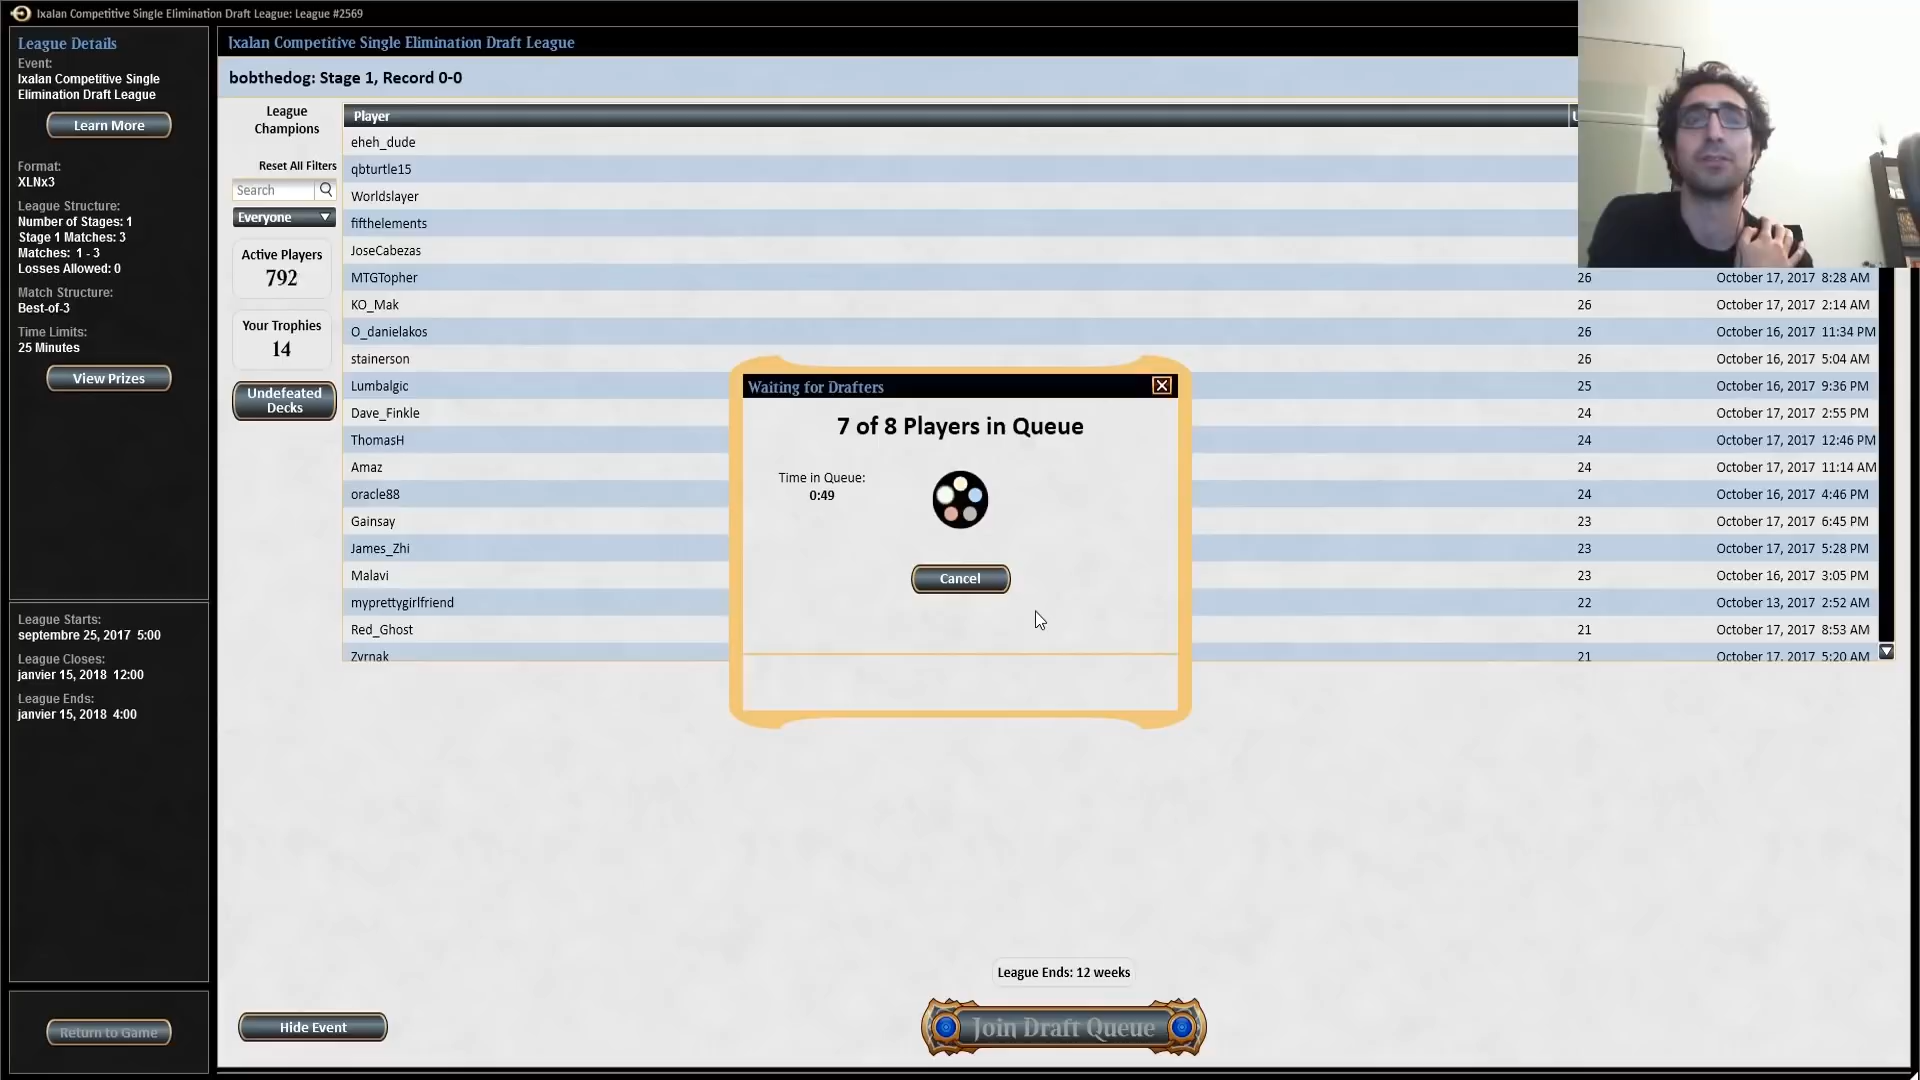 Ixalan Competitive Single Elimination Draft League: League #2569
League Details
Event:
Ixalan Competitive Single
Elimination Draft League
Learn More
Format:
XLNx3
League Structure:
Number of Stages: 1
Stage 1 Matches: 3
Matches: 1 - 3
Losses Allowed: 0
Match Structure:
Best-of-3
Time Limits:
25 Minutes
View Prizes
League Starts:
septembre 25, 2017 5:00
League Closes:
janvier 15, 2018 12:00
League Ends:
janvier 15, 2018 4:00
Return to Game
Ixalan Competitive Single Elimination Draft League
bobthedog: Stage 1, Record 0-0
League
Champions
Reset All Filters
Search
Everyone
Active Players
792
Your Trophies
14
Undefeated
Decks
Player
eheh_dude
qbturtle15
Worldslayer
fifthelements
JoseCabezas
MTGTopher 26 October 17, 2017 8:28 AM
KO_Mak 26 October 17, 2017 2:14 AM
O_danielakos 26 October 16, 2017 11:34 PM
stainerson 26 October 16, 2017 5:04 AM
Lumbalgic 25 October 16, 2017 9:36 PM
Dave_Finkle 24 October 17, 2017 2:55 PM
ThomasH 24 October 17, 2017 12:46 PM
Amaz 24 October 17, 2017 11:14 AM
oracle88 24 October 16, 2017 4:46 PM
Gainsay 23 October 17, 2017 6:45 PM
James_Zhi 23 October 17, 2017 5:28 PM
Malavi 23 October 16, 2017 3:05 PM
myprettygirlfriend 22 October 13, 2017 2:52 AM
Red_Ghost 21 October 17, 2017 8:53 AM
Zyrnak 21 October 17, 2017 5:20 AM
Waiting for Drafters
7 of 8 Players in Queue
Time in Queue:
0:49
Cancel
League Ends: 12 weeks
Hide Event
Join Draft Queue